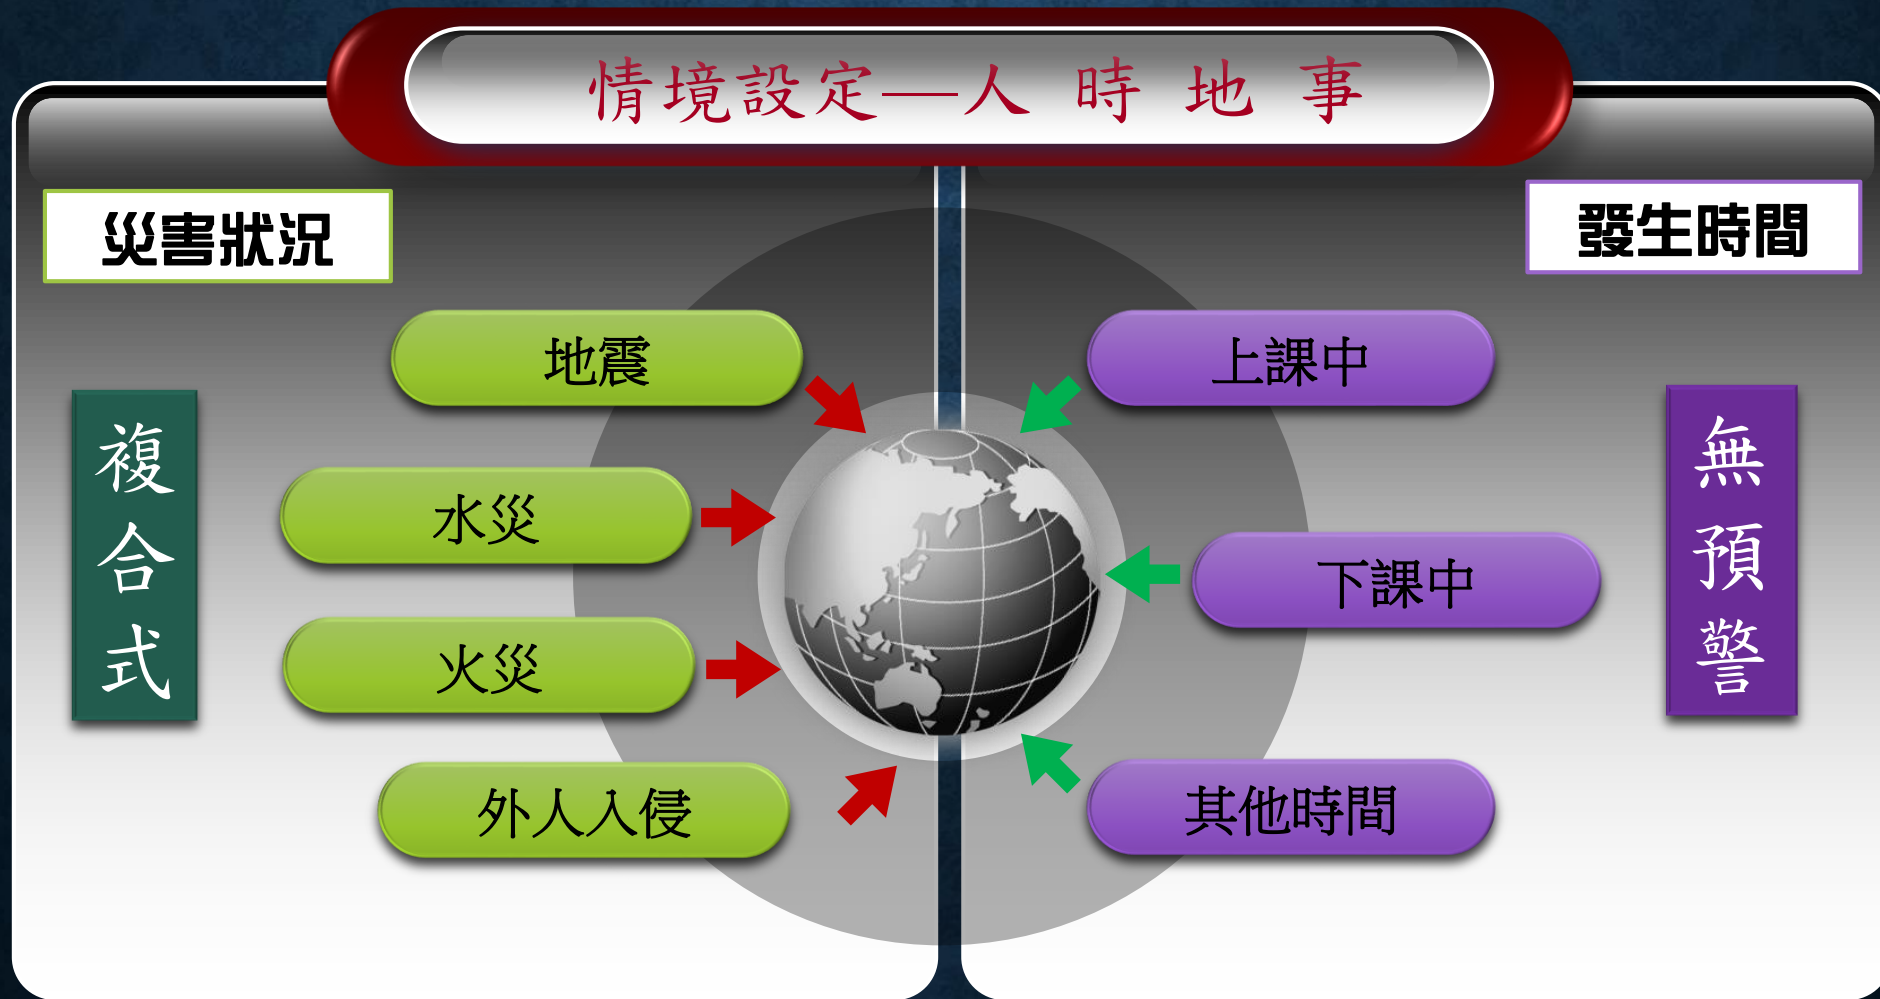 情境設定—人 時 地 事
災害狀況
複合式
地震
水災
火災
外人入侵
發生時間
上課中
下課中
其他時間
無預警